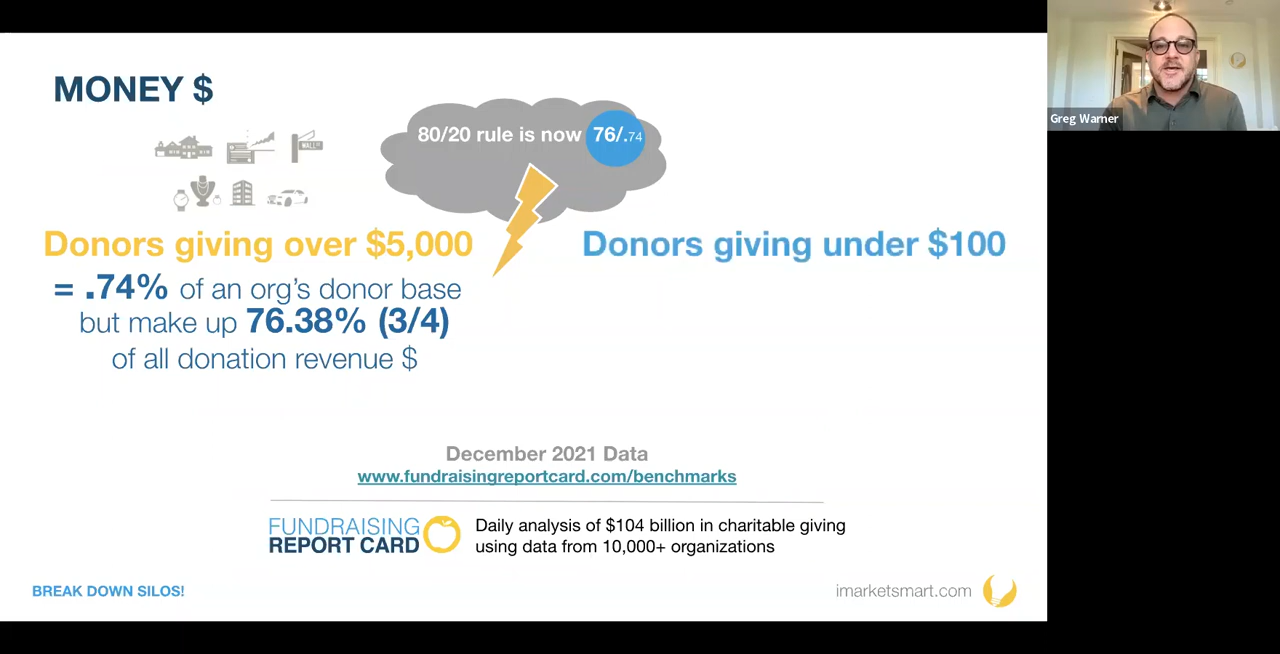 MONEY $
WALL ST
80/20 rule is now 76/.74
Donors giving over $5,000
= .74% of an org's donor base
but make up 76.38% (3/4)
of all donation revenue $
Donors giving under $100
December 2021 Data
www.fundraisingreportcard.com/benchmarks
FUNDRAISING
REPORT CARD
Daily analysis of $104 billion in charitable giving
using data from 10,000+ organizations
BREAK DOWN SILOS!
imarketsmart.com
Greg Warner